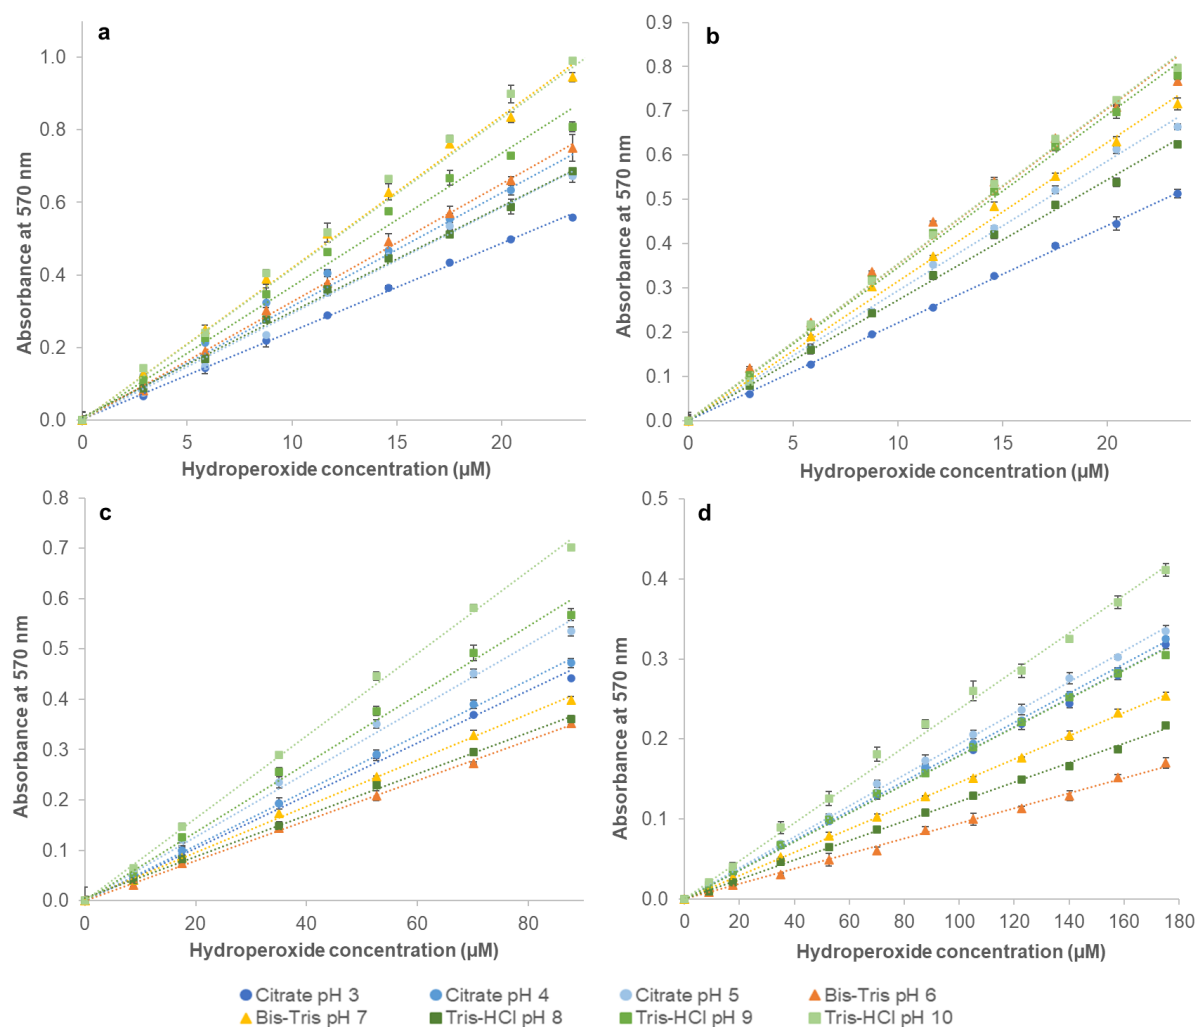 a
1.0
0.8
0.6
0.4
0.2
0.0
Absorbance at 570 nm
0 5 10 15 20
Hydroperoxide concentration (µM)
b
0.9
0.8
0.7
0.6
0.5
0.4
0.3
0.2
0.1
0.0
Absorbance at 570 nm
0 5 10 15 20
Hydroperoxide concentration (µM)
c
0.8
0.7
0.6
0.5
0.4
0.3
0.2
0.1
0.0
Absorbance at 570 nm
0 20 40 60 80
Hydroperoxide concentration (µM)
d
0.5
0.4
0.3
0.2
0.1
0.0
Absorbance at 570 nm
0 20 40 60 80 100 120 140 160 180
Hydroperoxide concentration (µM)
Citrate pH 3 Citrate pH 4 Citrate pH 5 Bis-Tris pH 6
Bis-Tris pH 7 Tris-HCl pH 8 Tris-HCl pH 9 Tris-HCl pH 10